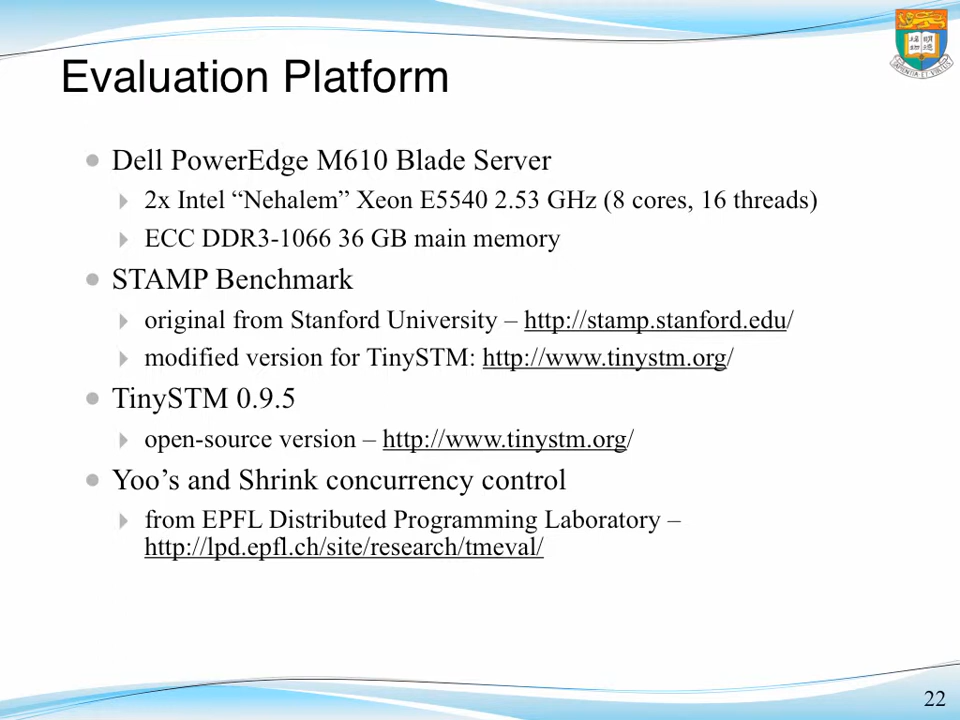 Evaluation Platform
Dell PowerEdge M610 Blade Server
2x Intel “Nehalem” Xeon E5540 2.53 GHz (8 cores, 16 threads)
ECC DDR3-1066 36 GB main memory
STAMP Benchmark
original from Stanford University – http://stamp.stanford.edu/
modified version for TinySTM: http://www.tinystm.org/
TinySTM 0.9.5
open-source version – http://www.tinystm.org/
Yoo’s and Shrink concurrency control
from EPFL Distributed Programming Laboratory –
http://lpd.epfl.ch/site/research/tmeval/
22